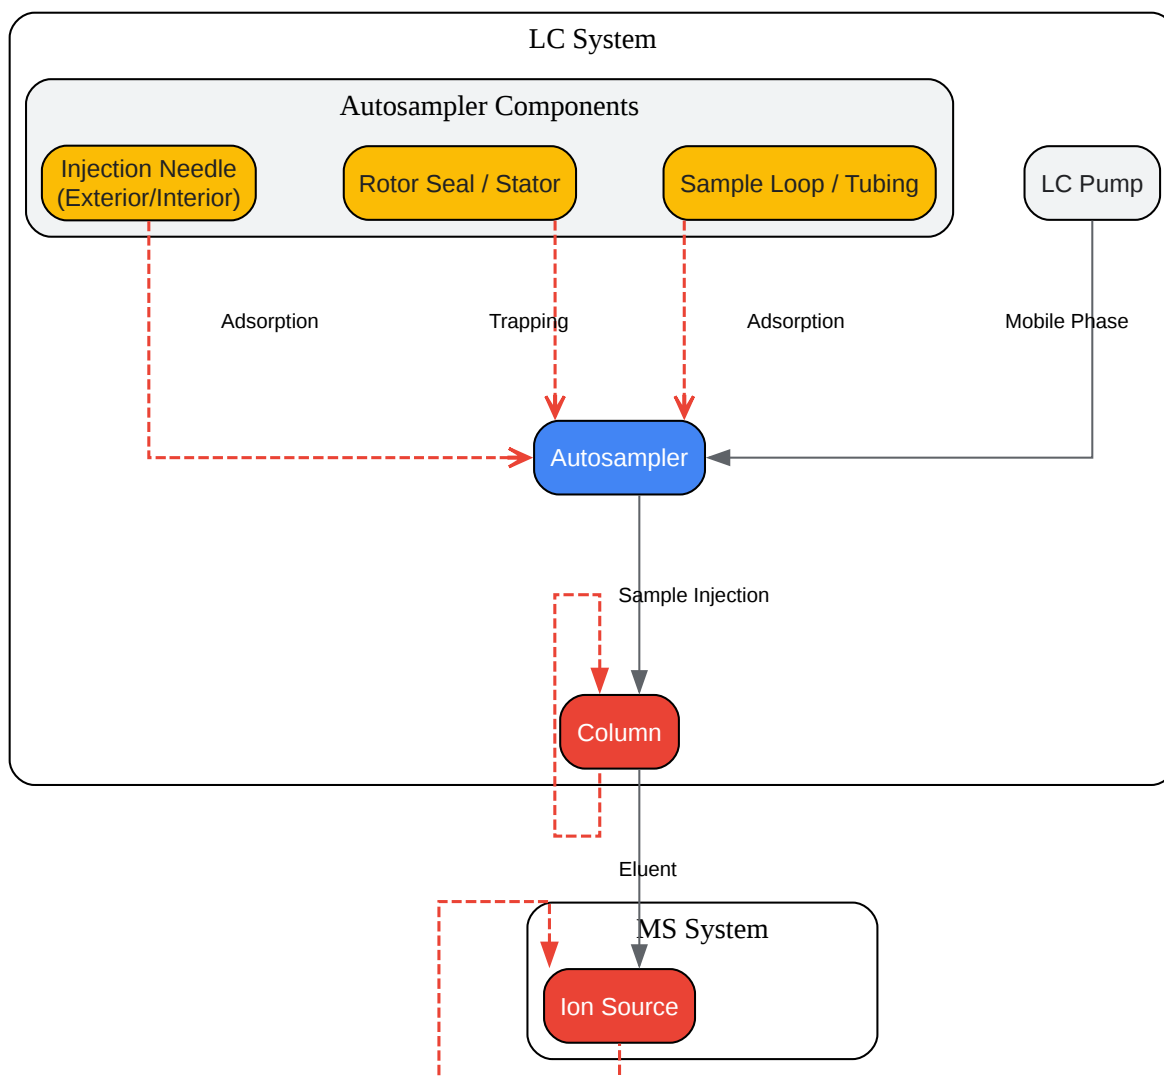 LC System
Autosampler Components
Injection Needle
(Exterior/Interior)
Rotor Seal / Stator
Sample Loop / Tubing
LC Pump
Adsorption
Trapping
Adsorption
Mobile Phase
Autosampler
Sample Injection
Column
Eluent
MS System
Ion Source